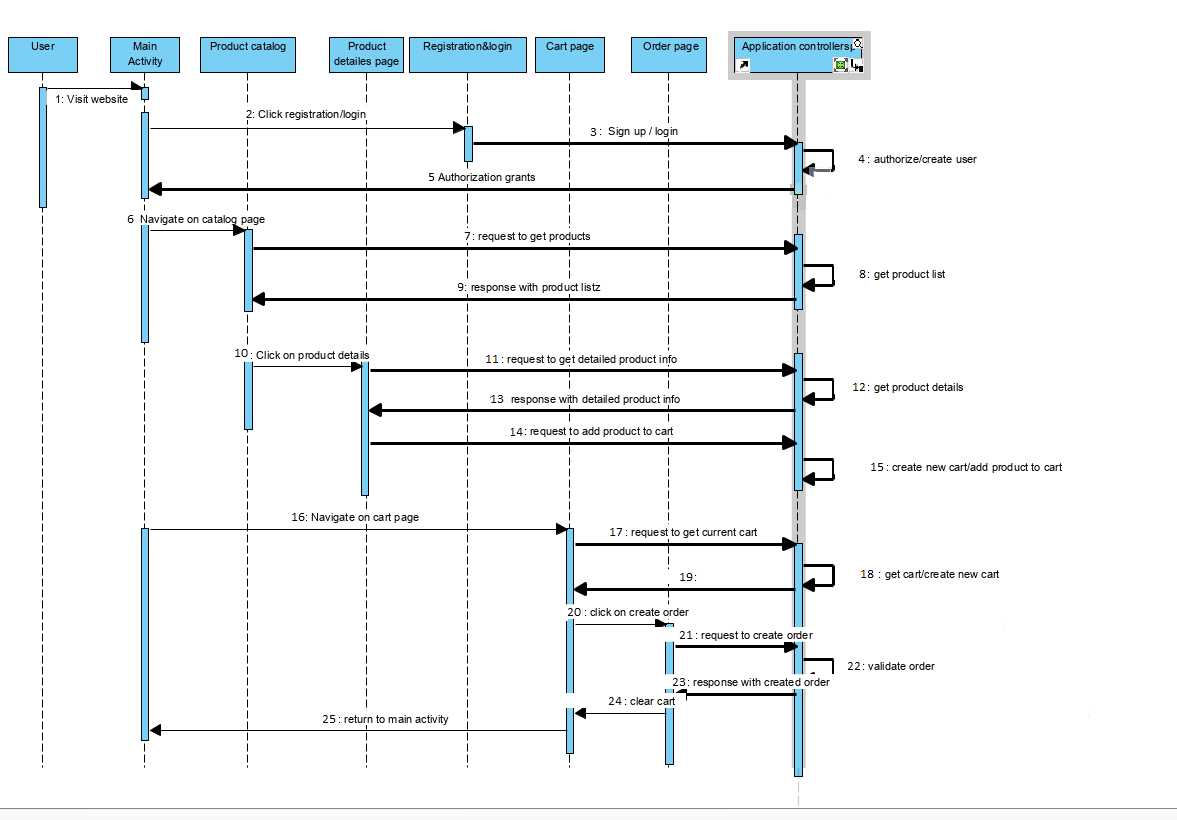 User
Main
Activity
Product catalog
Product
detailes page
Registration&login
Cart page
Order page
Application controllers
1: Visit website
2: Click registration/login
3: Sign up / login
4: authorize/create user
5 Authorization grants
6 Navigate on catalog page
7: request to get products
8: get product list
9: response with product listz
10: Click on product details
11: request to get detailed product info
12: get product details
13 response with detailed product info
14: request to add product to cart
15: create new cart/add product to cart
16: Navigate on cart page
17: request to get current cart
18 : get cart/create new cart
19:
20 : click on create order
21: request to create order
22: validate order
23: response with created order
24: clear cart
25: return to main activity